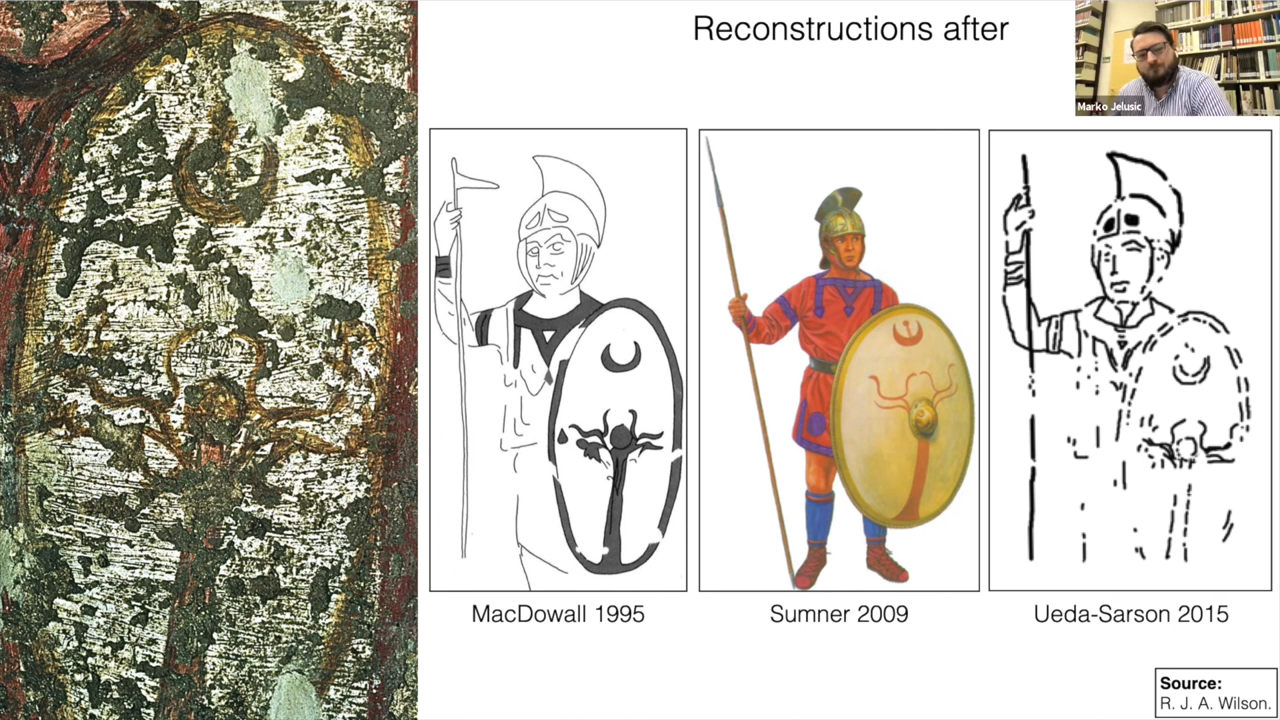 Reconstructions after
Marko Jelusic
MacDowall 1995
Sumner 2009
Ueda-Sarson 2015
Source:
R. J. A. Wilson.